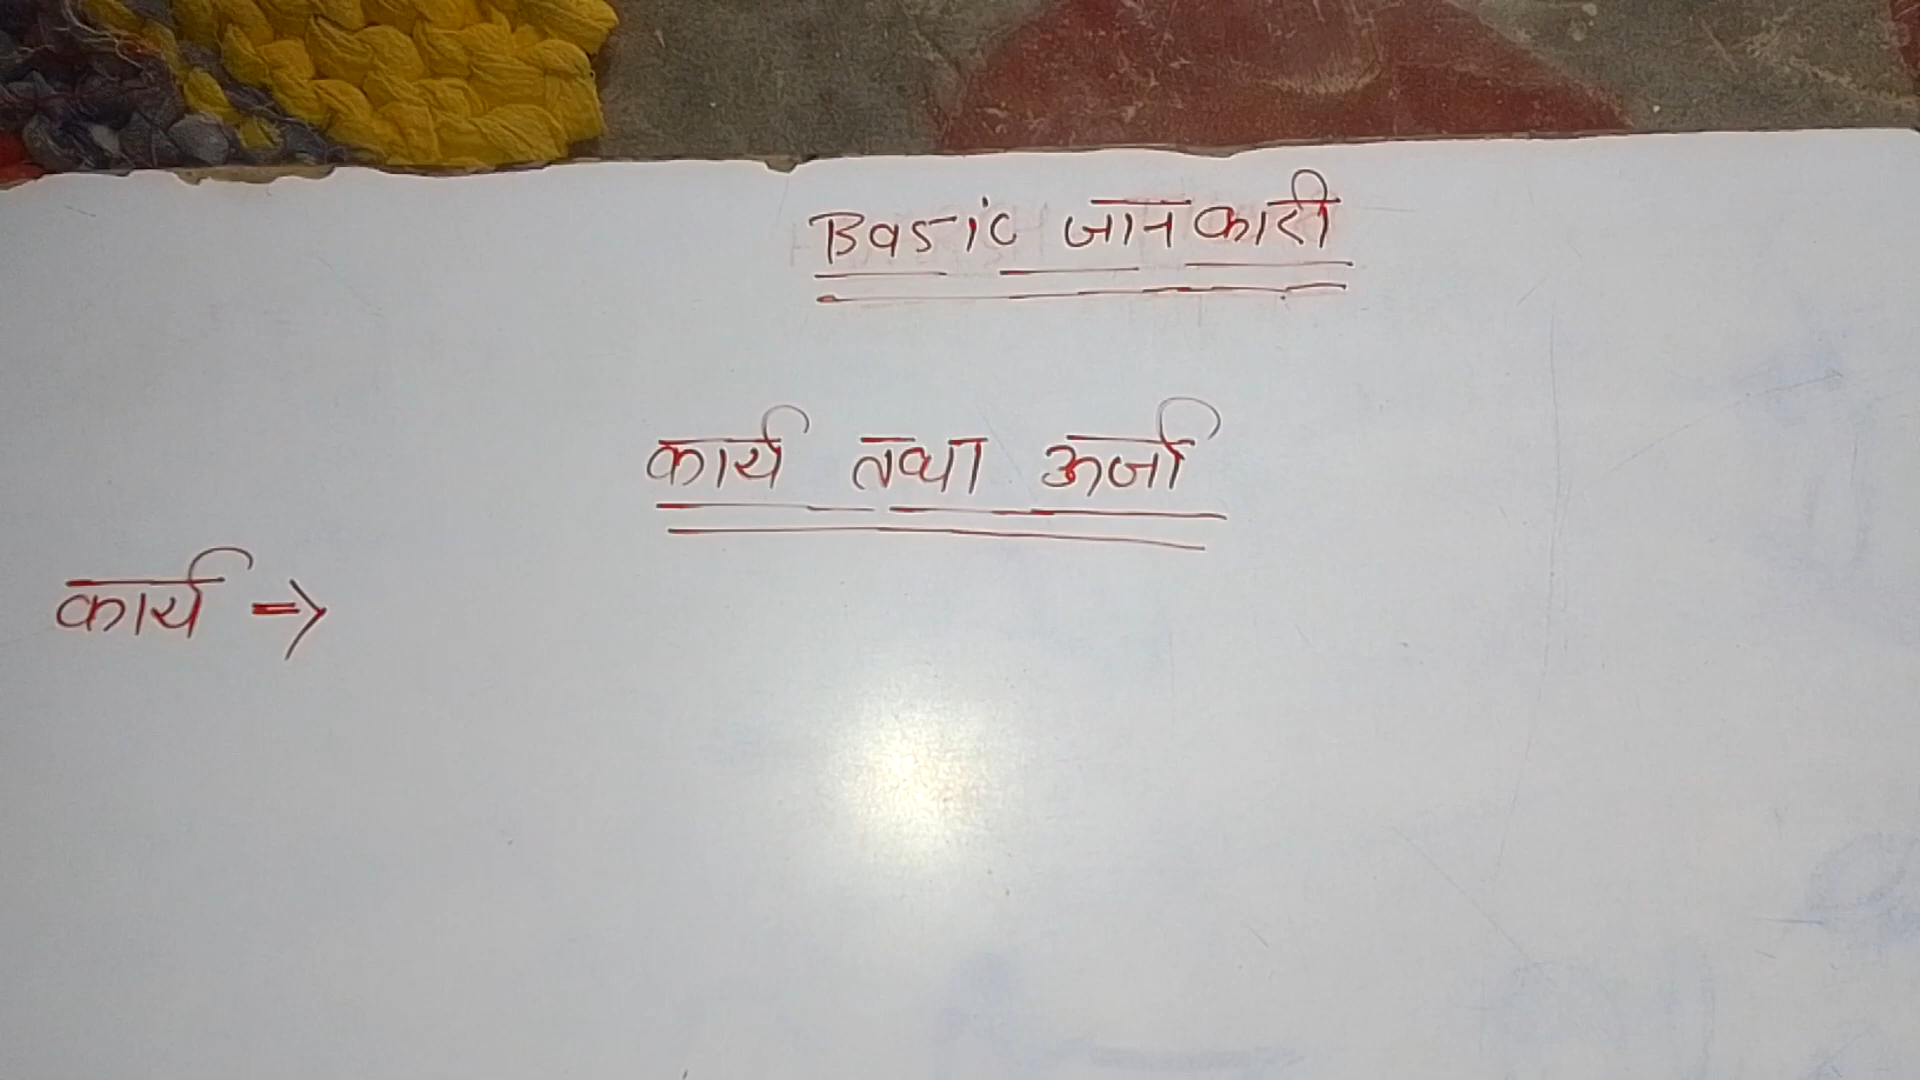 Basic जानकारी
कार्य तथा ऊर्जा
कार्य →